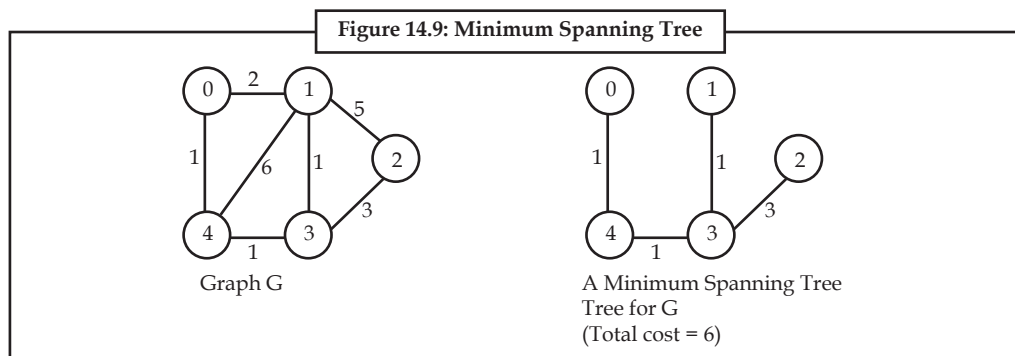 Figure 14.9: Minimum Spanning Tree
0 2 1
5
1 6 1 2
3
4 1 3
Graph G
0 1
1 1 2
3
4 1 3
A Minimum Spanning Tree
Tree for G
(Total cost = 6)